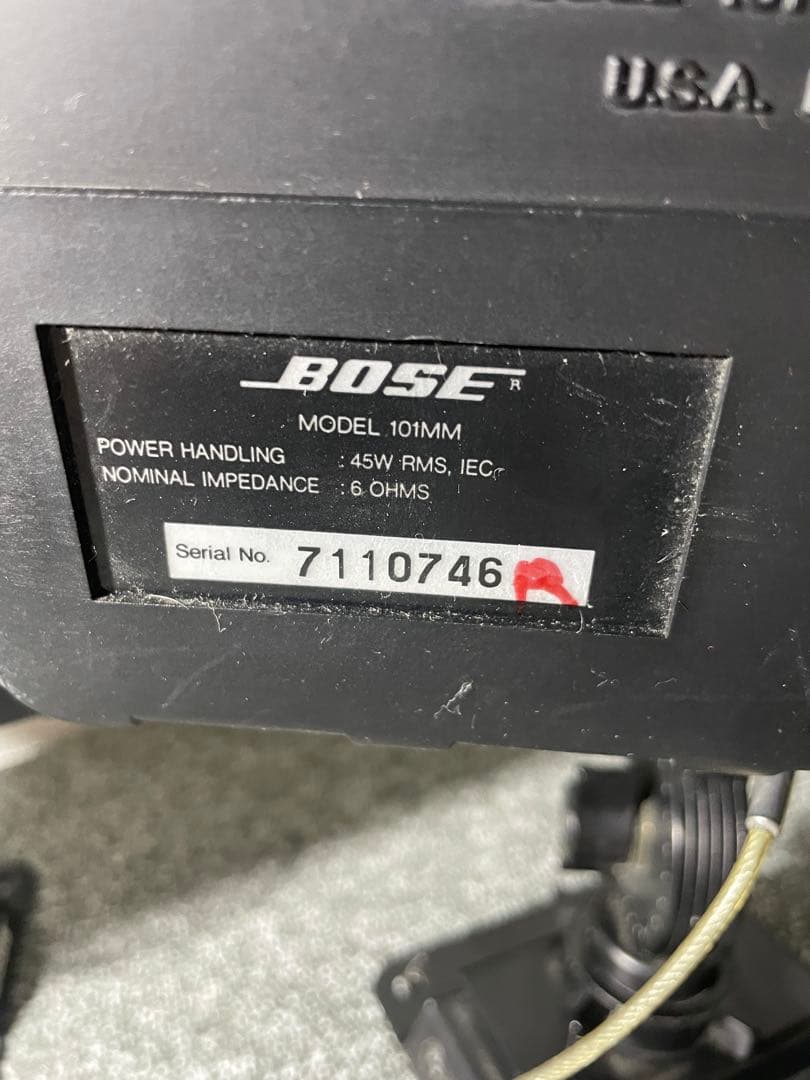 U.S.A.
BOSE®
MODEL 101MM
POWER HANDLING : 45W RMS, IEC
NOMINAL IMPEDANCE : 6 OHMS
Serial No. 7110746 R